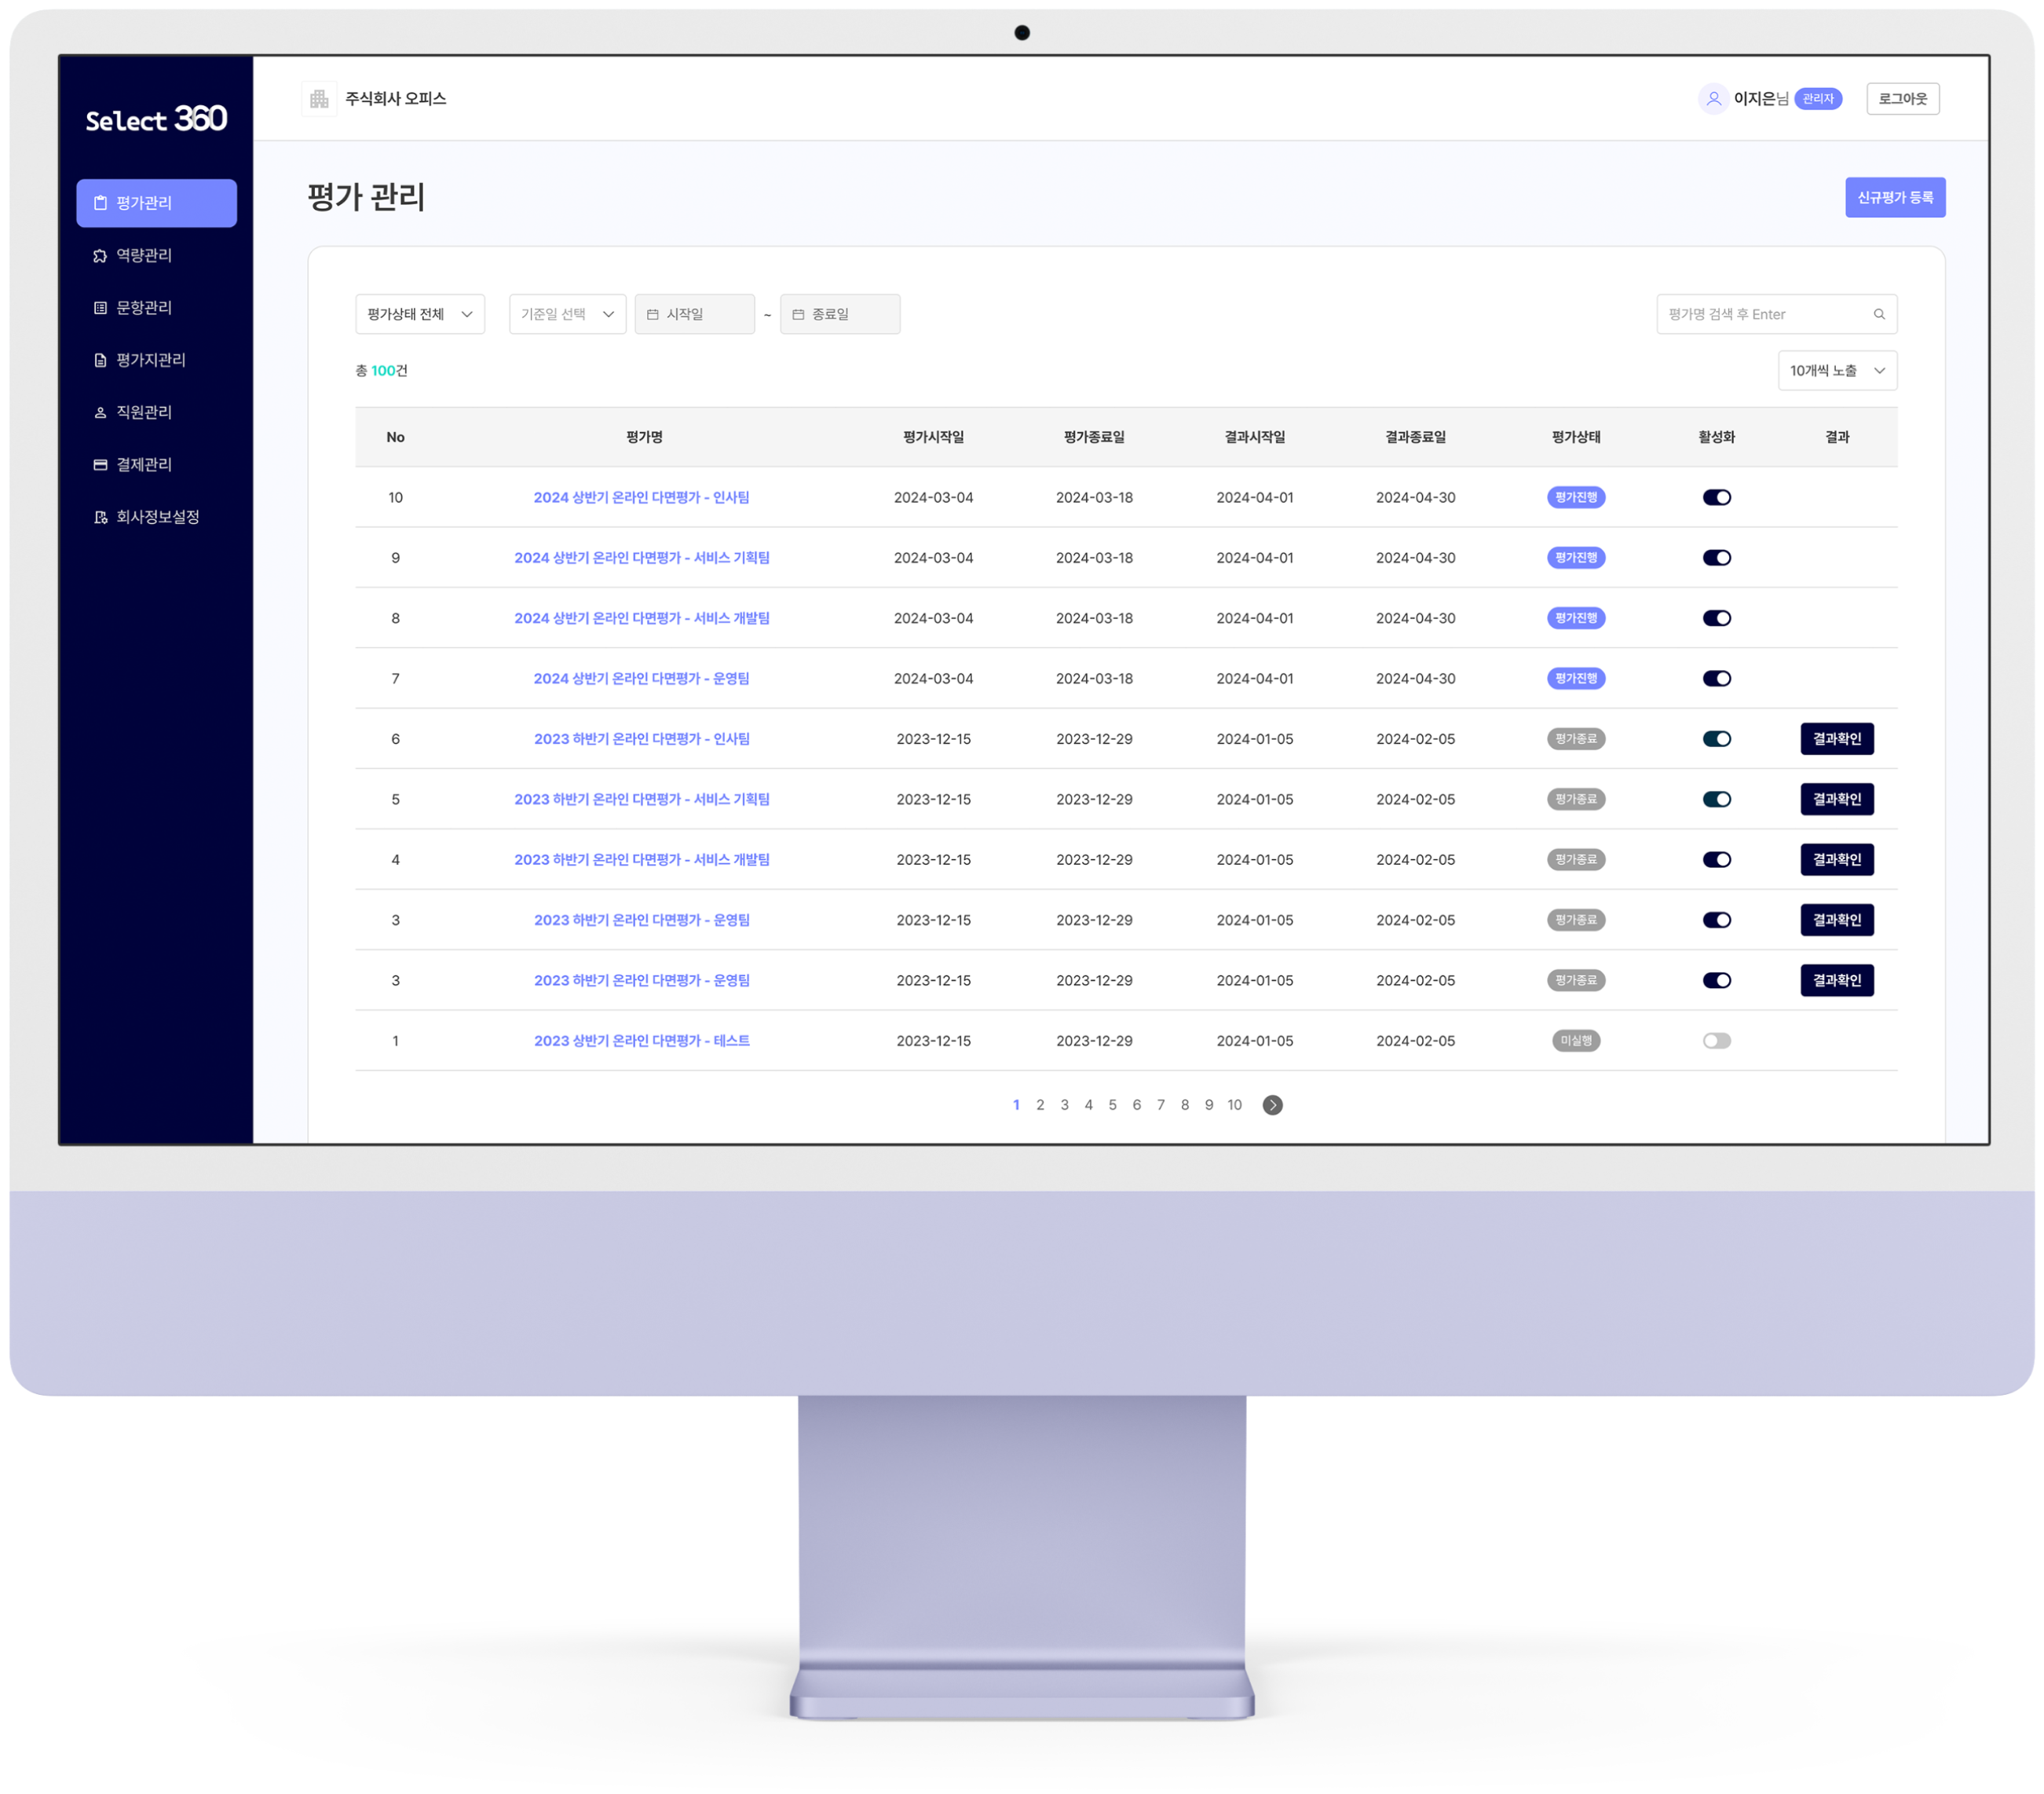 Select 360
주식회사 오피스
이지은님 관리자 로그아웃
평가관리
역량관리
문항관리
평가지관리
직원관리
결제관리
회사정보설정
평가 관리
신규평가 등록
평가상태 전체 기준일 선택 시작일 ~ 종료일 평가명 검색 후 Enter
총 100건 10개씩 노출
No 평가명 평가시작일 평가종료일 결과시작일 결과종료일 평가상태 활성화 결과
10 2024 상반기 온라인 다면평가 - 인사팀 2024-03-04 2024-03-18 2024-04-01 2024-04-30 평가진행
9 2024 상반기 온라인 다면평가 - 서비스 기획팀 2024-03-04 2024-03-18 2024-04-01 2024-04-30 평가진행
8 2024 상반기 온라인 다면평가 - 서비스 개발팀 2024-03-04 2024-03-18 2024-04-01 2024-04-30 평가진행
7 2024 상반기 온라인 다면평가 - 운영팀 2024-03-04 2024-03-18 2024-04-01 2024-04-30 평가진행
6 2023 하반기 온라인 다면평가 - 인사팀 2023-12-15 2023-12-29 2024-01-05 2024-02-05 평가종료 결과확인
5 2023 하반기 온라인 다면평가 - 서비스 기획팀 2023-12-15 2023-12-29 2024-01-05 2024-02-05 평가종료 결과확인
4 2023 하반기 온라인 다면평가 - 서비스 개발팀 2023-12-15 2023-12-29 2024-01-05 2024-02-05 평가종료 결과확인
3 2023 하반기 온라인 다면평가 - 운영팀 2023-12-15 2023-12-29 2024-01-05 2024-02-05 평가종료 결과확인
3 2023 하반기 온라인 다면평가 - 운영팀 2023-12-15 2023-12-29 2024-01-05 2024-02-05 평가종료 결과확인
1 2023 상반기 온라인 다면평가 - 테스트 2023-12-15 2023-12-29 2024-01-05 2024-02-05 미실행
1 2 3 4 5 6 7 8 9 10